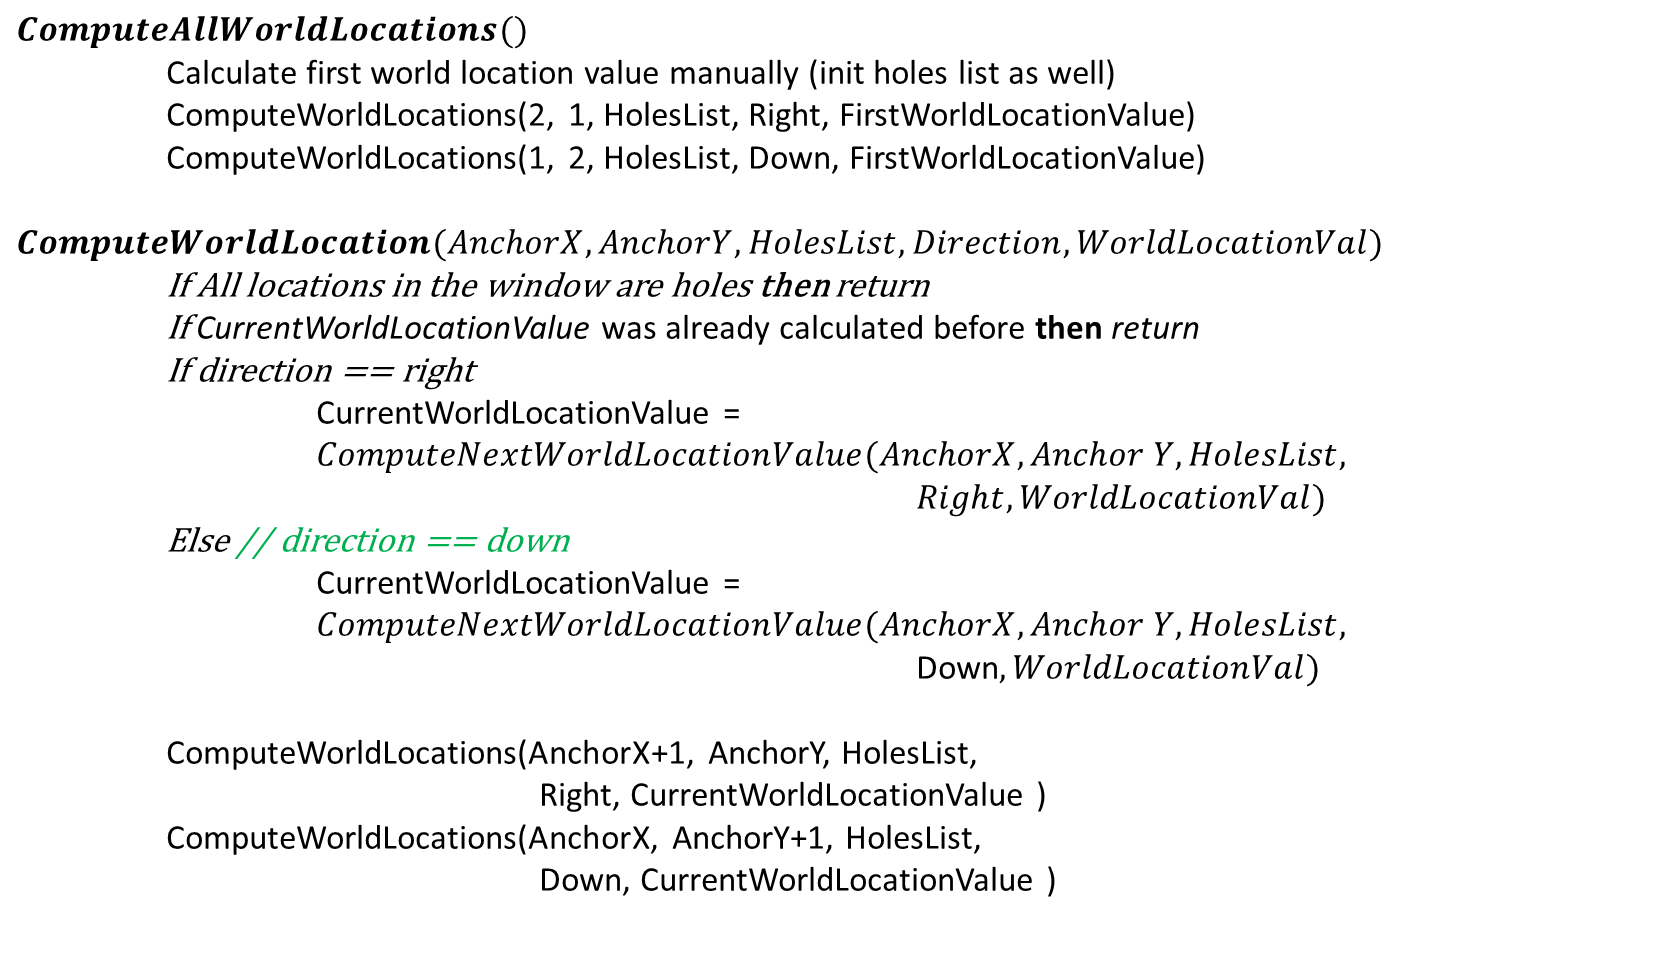 ComputeAllWorldLocations()
Calculate first world location value manually (init holes list as well)
ComputeWorldLocations(2, 1, HolesList, Right, FirstWorldLocationValue)
ComputeWorldLocations(1, 2, HolesList, Down, FirstWorldLocationValue)
ComputeWorldLocation(AnchorX, AnchorY, HolesList, Direction, WorldLocationVal)
If All locations in the window are holes then return
If CurrentWorldLocationValue was already calculated before then return
If direction == right
CurrentWorldLocationValue =
ComputeNextWorldLocationValue(AnchorX, Anchor Y, HolesList,
Right, WorldLocationVal)
Else // direction == down
CurrentWorldLocationValue =
ComputeNextWorldLocationValue(AnchorX, Anchor Y, HolesList,
Down, WorldLocationVal)
ComputeWorldLocations(AnchorX+1, AnchorY, HolesList,
Right, CurrentWorldLocationValue )
ComputeWorldLocations(AnchorX, AnchorY+1, HolesList,
Down, CurrentWorldLocationValue )